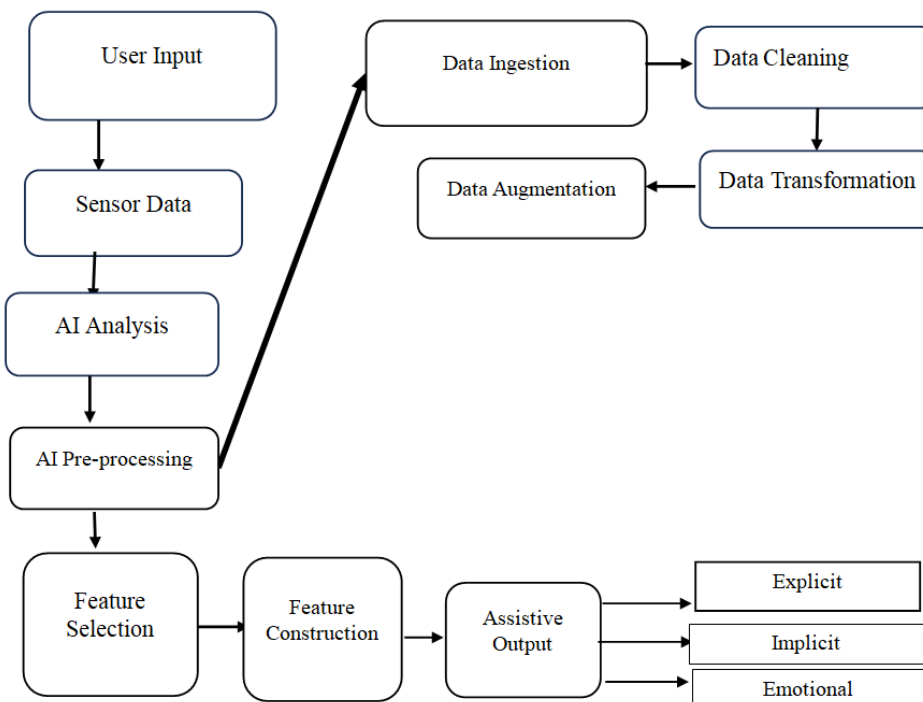 User Input
Data Ingestion
Data Cleaning
Sensor Data
Data Augmentation
Data Transformation
AI Analysis
AI Pre-processing
Feature
Selection
Feature
Construction
Assistive
Output
Explicit
Implicit
Emotional